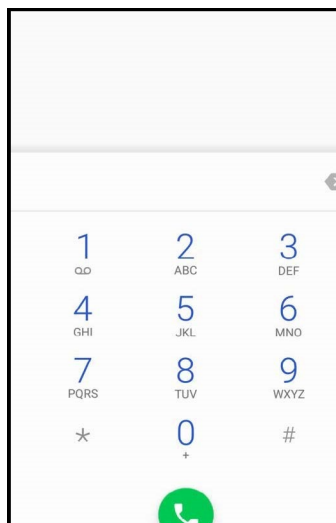 1 2 3
ABC DEF
4 5 6
GHI JKL MNO
7 8 9
PQRS TUV WXYZ
* 0 #
+